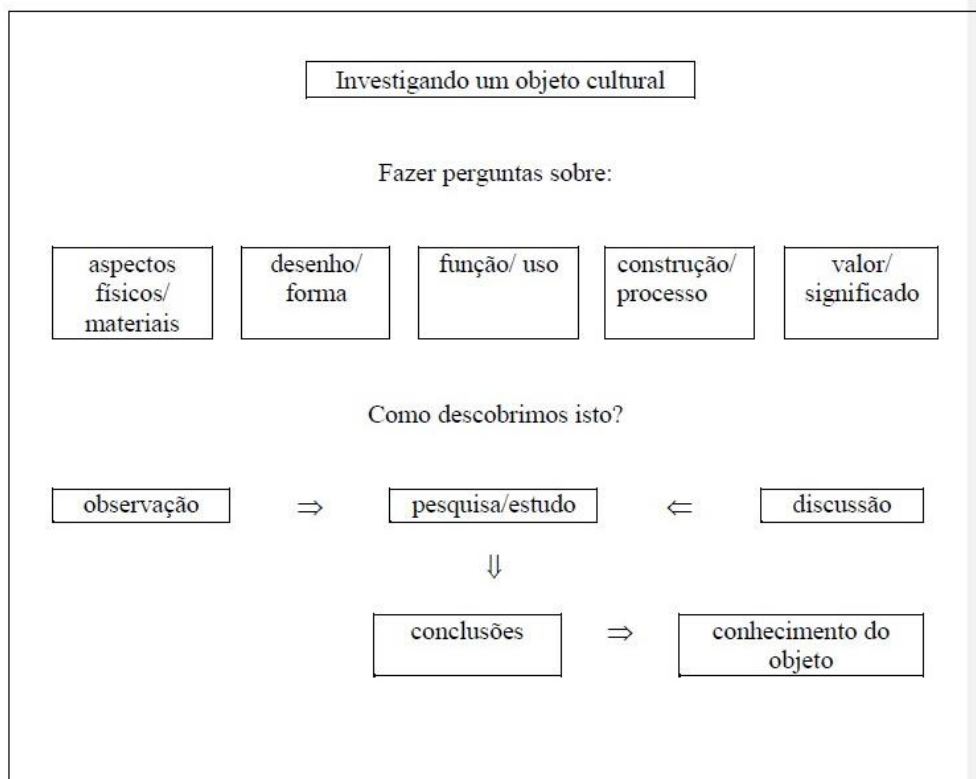 Investigando um objeto cultural
Fazer perguntas sobre:
aspectos
físicos/
materiais
desenho/
forma
função/ uso
construção/
processo
valor/
significado
Como descobrimos isto?
observação ⇒ pesquisa/estudo ⇐ discussão
⇓
conclusões ⇒ conhecimento do
objeto